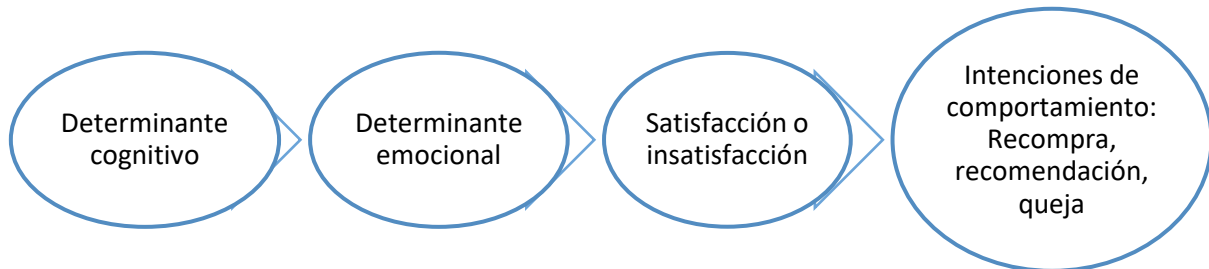 Determinante
cognitivo
Determinante
emocional
Satisfacción o
insatisfacción
Intenciones de
comportamiento:
Recompra,
recomendación,
queja